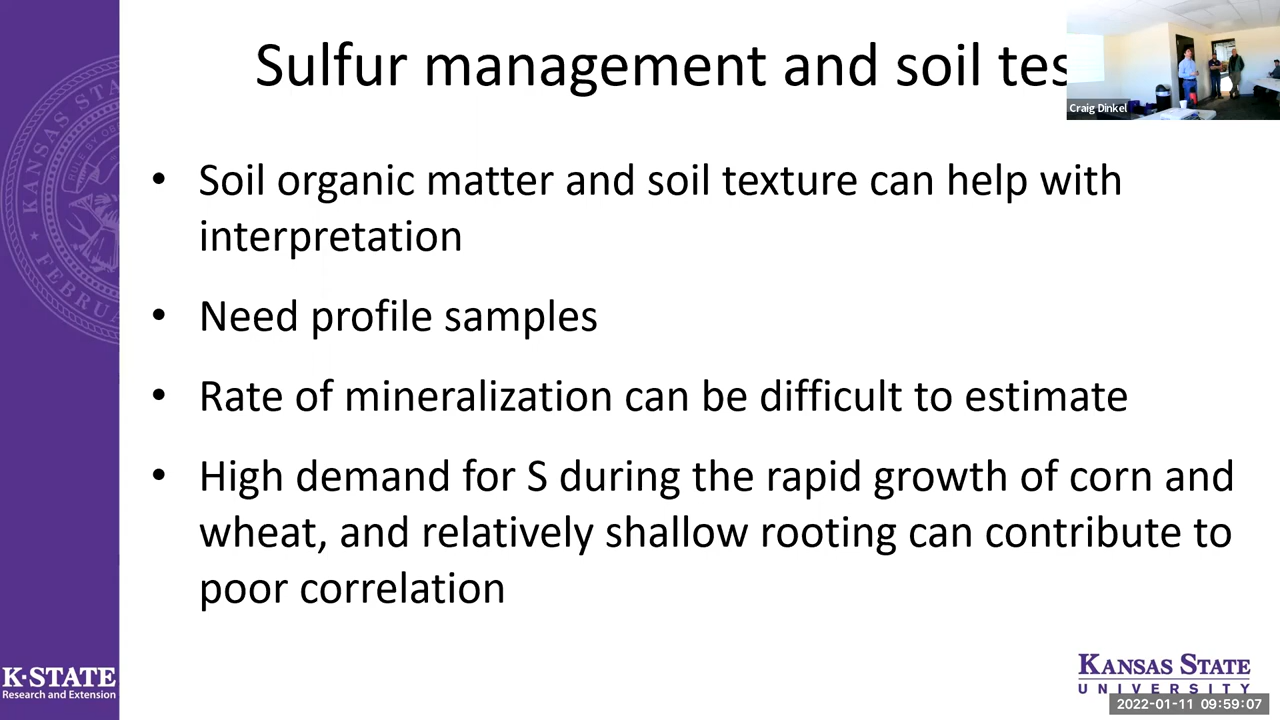 Sulfur management and soil tes
Craig Dinkel
• Soil organic matter and soil texture can help with
interpretation
• Need profile samples
• Rate of mineralization can be difficult to estimate
• High demand for S during the rapid growth of corn and
wheat, and relatively shallow rooting can contribute to
poor correlation
KANSAS STA
FEBRUA
K-STATE
Research and Extension
KANSAS STATE
UNIVERSITY
2022-01-11 09:59:07